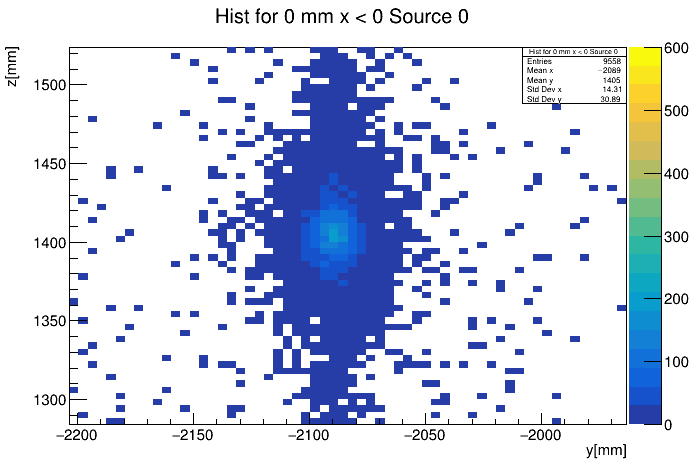 Hist for 0 mm x < 0 Source 0
z[mm]
Hist for 0 mm x < 0 Source 0
Entries 9558
Mean x −2089
Mean y 1405
Std Dev x 14.31
Std Dev y 30.89
1500
1450
1400
1350
1300
600
500
400
300
200
100
0
−2200 −2150 −2100 −2050 −2000
y[mm]